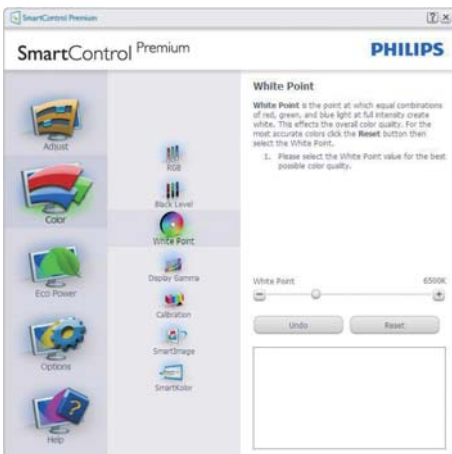 SmartControl Premium
SmartControl Premium
PHILIPS
Adjust
Color
Eco Power
Options
Help
RGB
Black Level
White Point
Display Gamma
Calibration
SmartImage
SmartKolor
White Point
White Point is the point at which equal combinations
of red, green, and blue light at full intensity create
white. This effects the overall color quality. For the
most accurate colors click the Reset button then
select the White Point.
1. Please select the White Point value for the best
possible color quality.
White Point 6500K
Undo Reset